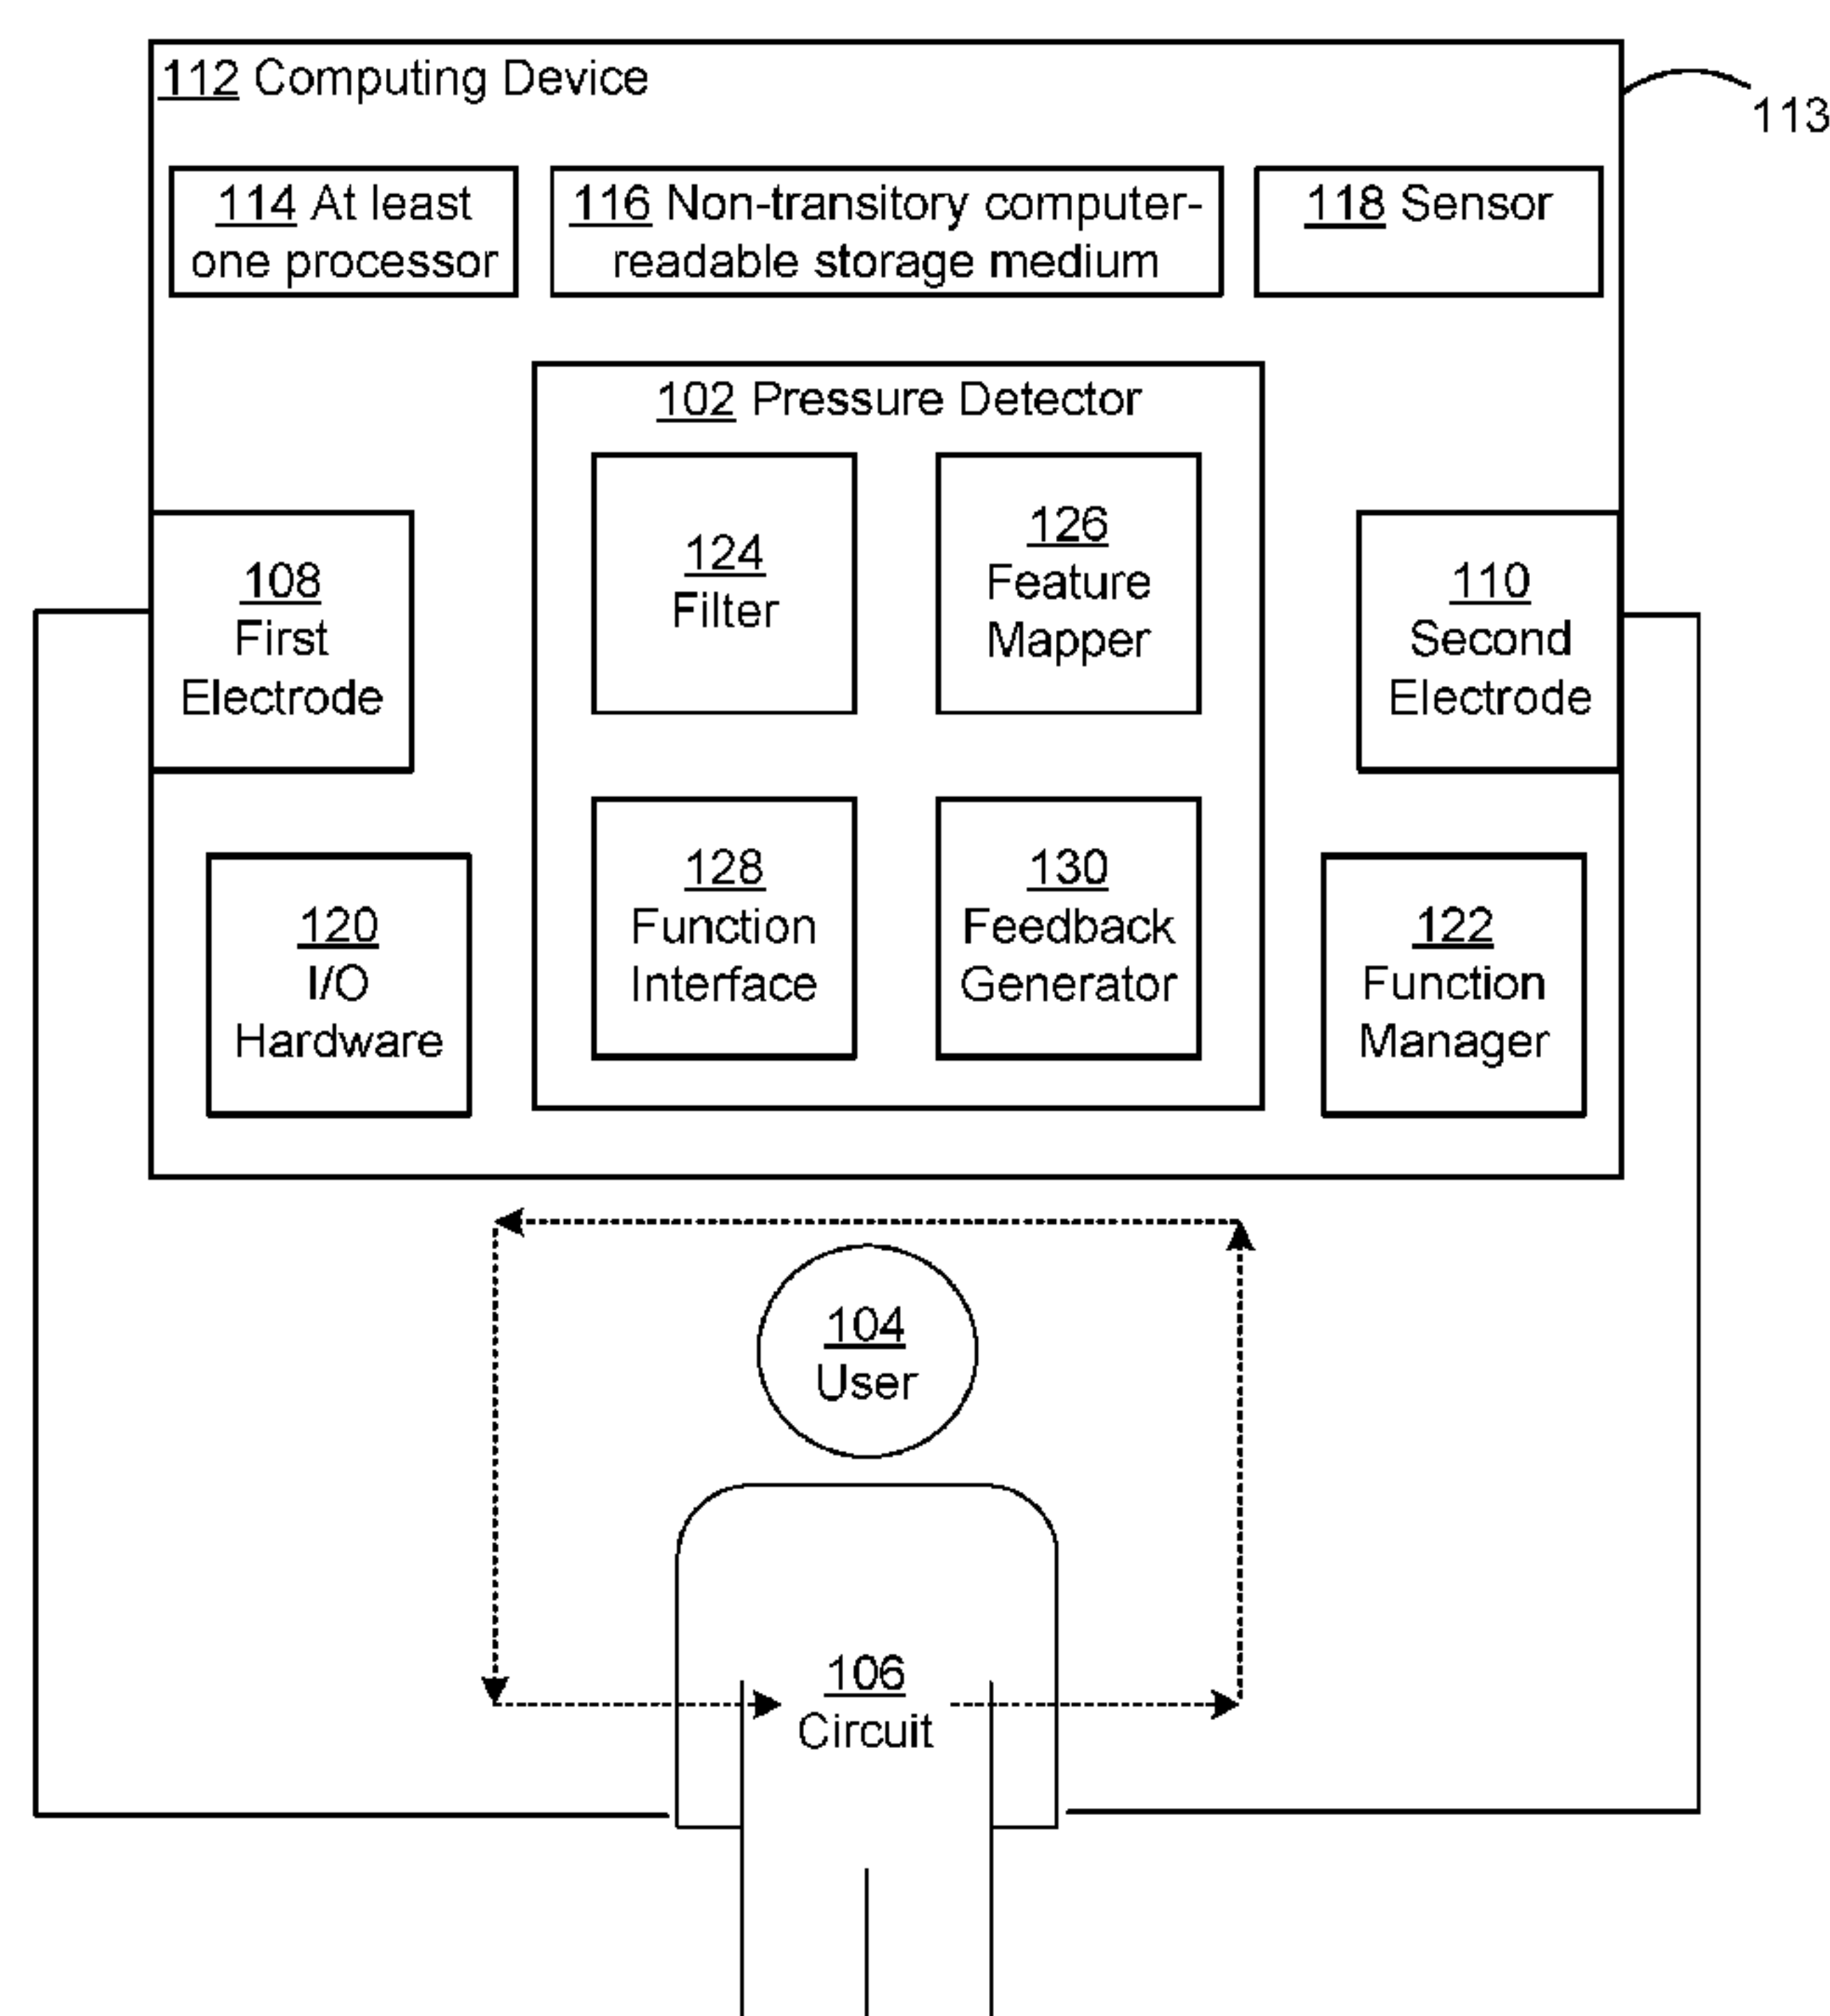 112 Computing Device
113
114 At least
one processor
116 Non-transitory computer-
readable storage medium
118 Sensor
102 Pressure Detector
108
First
Electrode
124
Filter
126
Feature
Mapper
110
Second
Electrode
120
I/O
Hardware
128
Function
Interface
130
Feedback
Generator
122
Function
Manager
104
User
106
Circuit